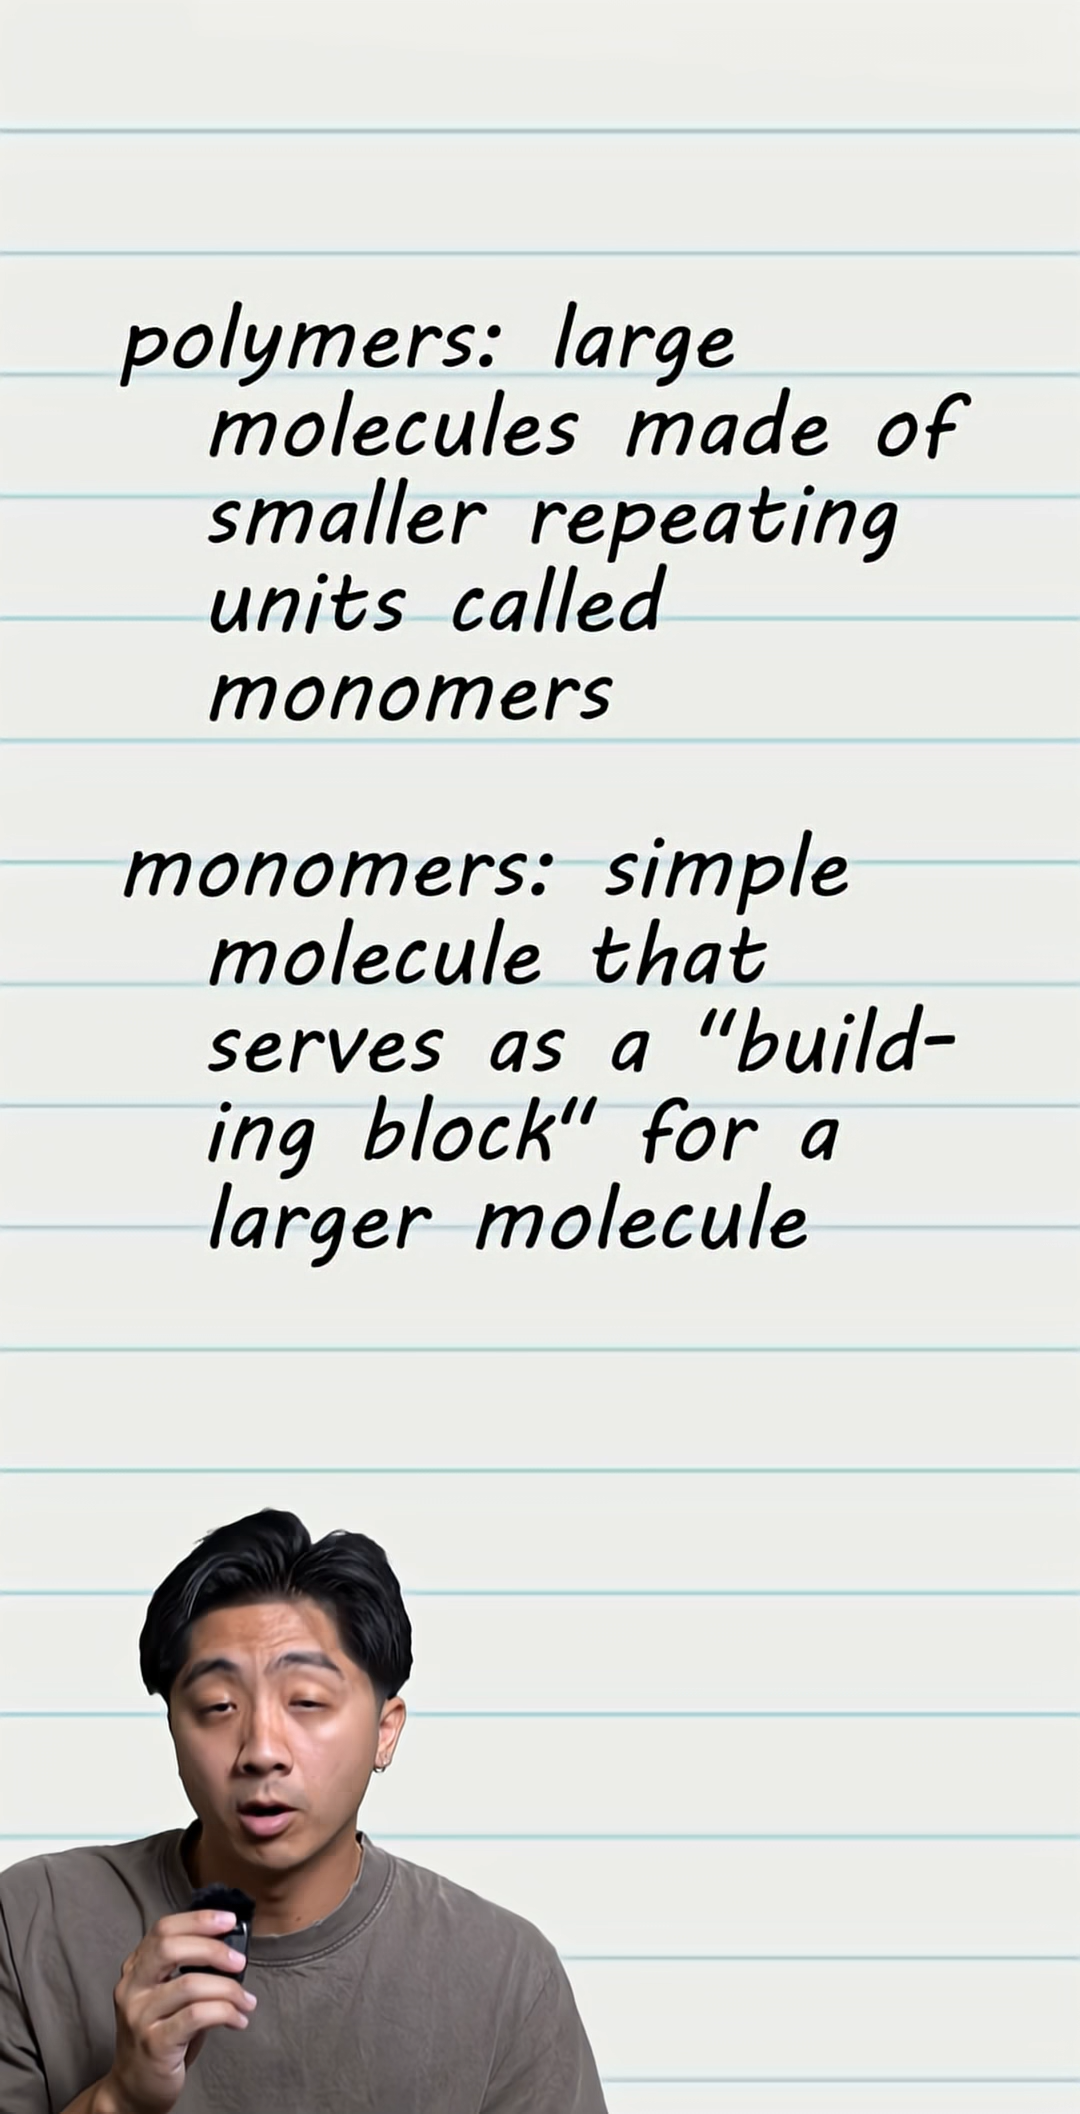 polymers: large
molecules made of
smaller repeating
units called
monomers
monomers: simple
molecule that
serves as a “build-
ing block“ for a
larger molecule